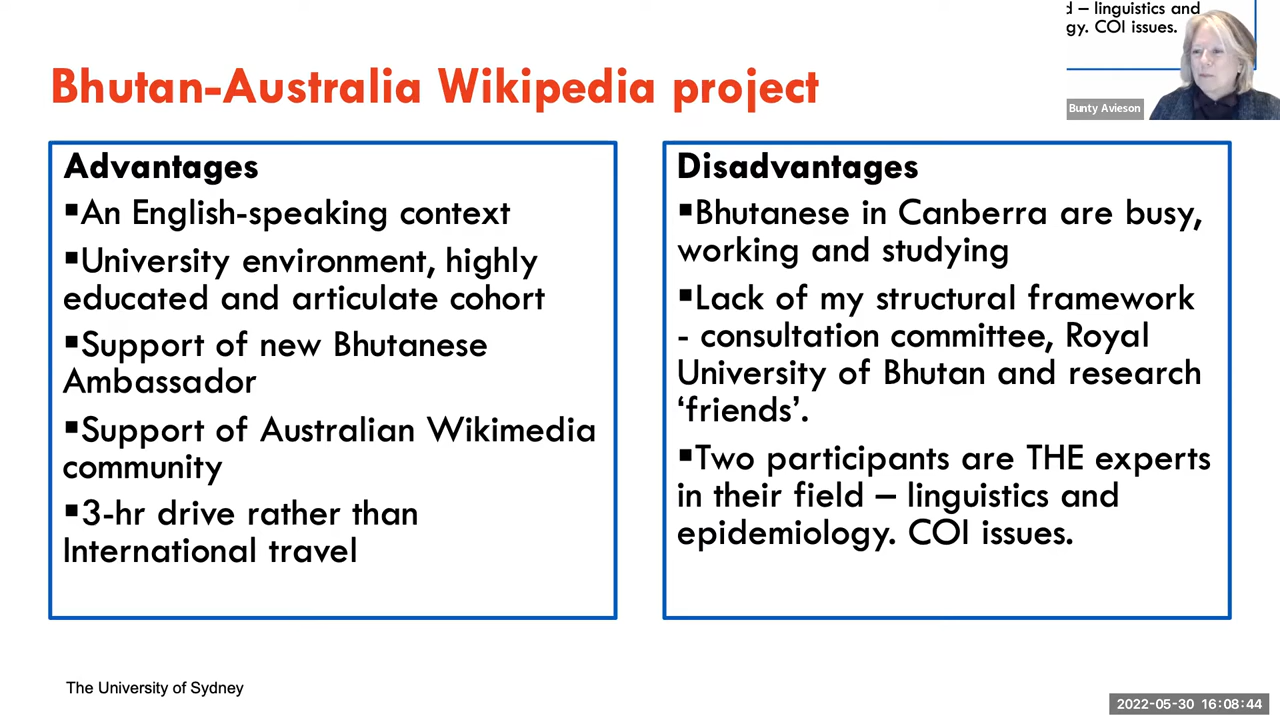 d – linguistics and
gy. COI issues.
Bunty Avieson
Bhutan-Australia Wikipedia project
Advantages
▪An English-speaking context
▪University environment, highly
educated and articulate cohort
▪Support of new Bhutanese
Ambassador
▪Support of Australian Wikimedia
community
▪3-hr drive rather than
International travel
Disadvantages
▪Bhutanese in Canberra are busy,
working and studying
▪Lack of my structural framework
- consultation committee, Royal
University of Bhutan and research
‘friends’.
▪Two participants are THE experts
in their field – linguistics and
epidemiology. COI issues.
The University of Sydney
2022-05-30 16:08:44